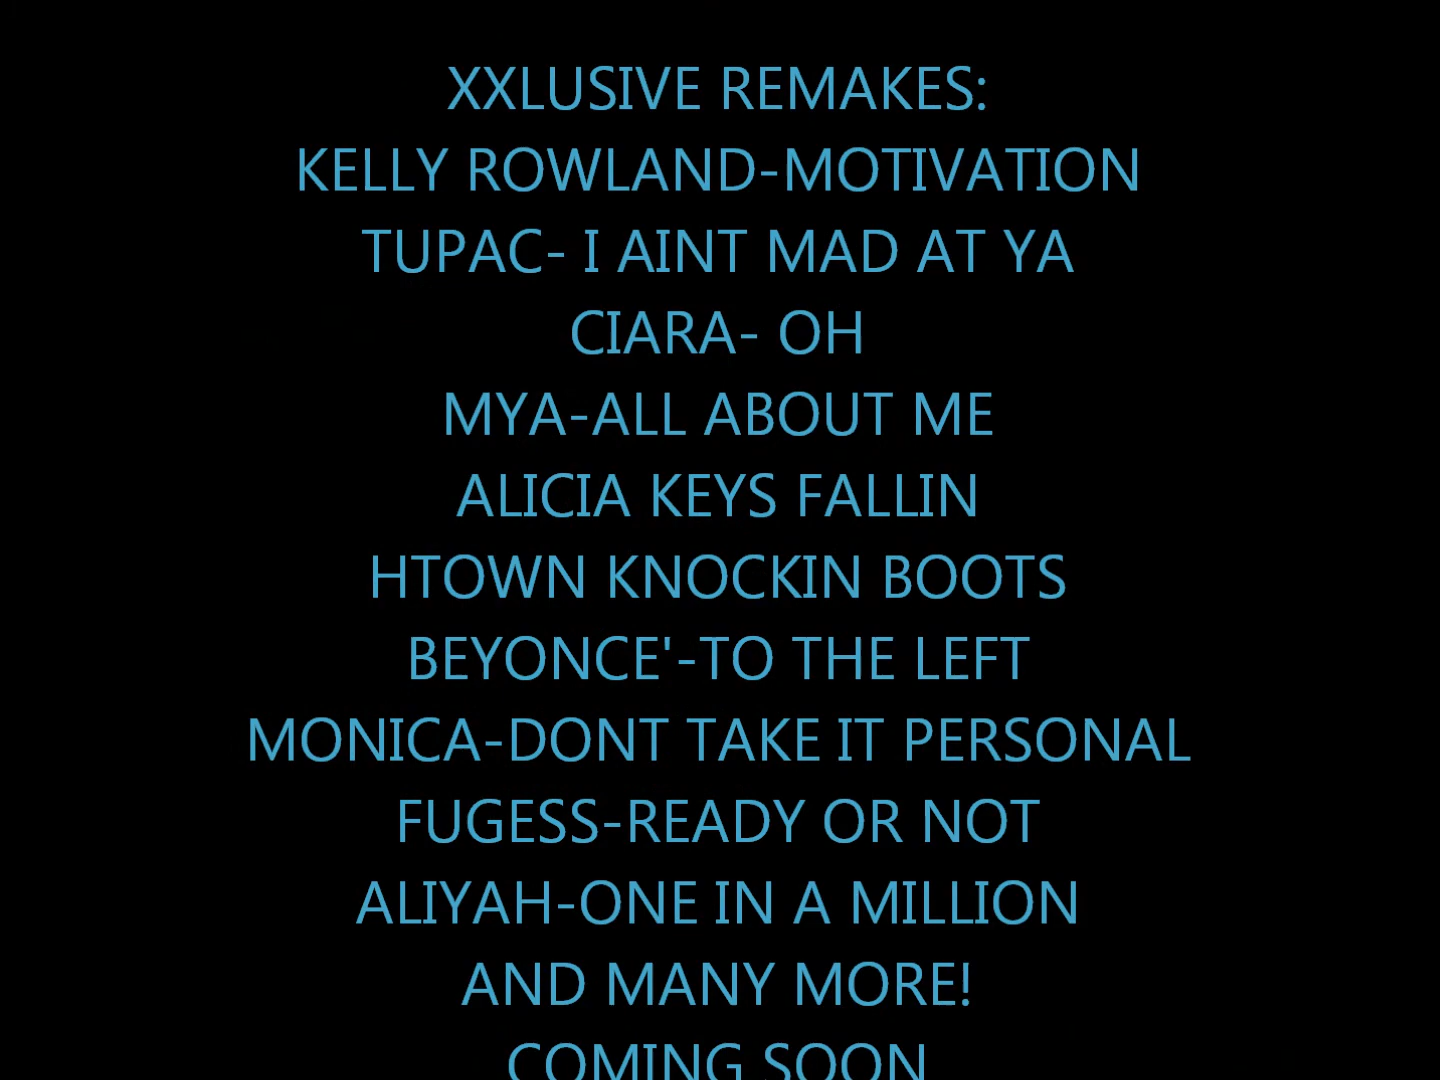 XXLUSIVE REMAKES:
KELLY ROWLAND-MOTIVATION
TUPAC- I AINT MAD AT YA
CIARA- OH
MYA-ALL ABOUT ME
ALICIA KEYS FALLIN
HTOWN KNOCKIN BOOTS
BEYONCE'-TO THE LEFT
MONICA-DONT TAKE IT PERSONAL
FUGESS-READY OR NOT
ALIYAH-ONE IN A MILLION
AND MANY MORE!
COMING SOON